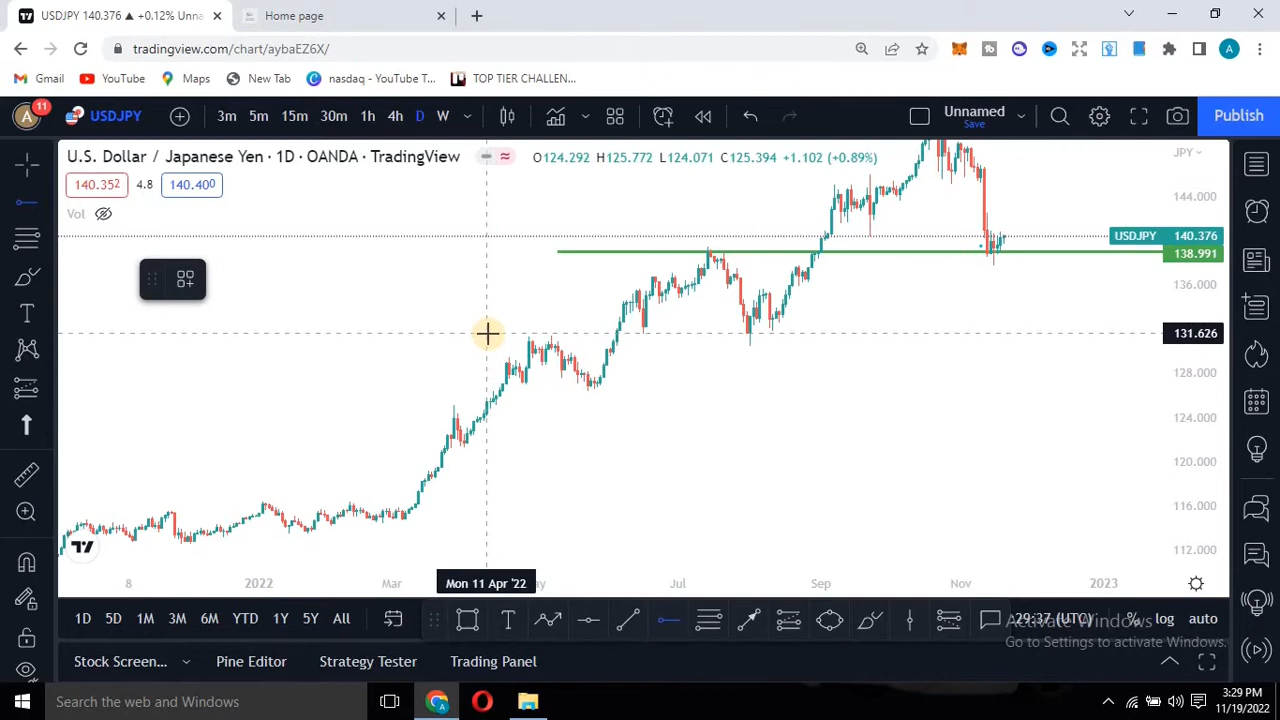 USDJPY 140.376 ▲ +0.12% Unna
Home page
tradingview.com/chart/aybaEZ6X/
Gmail
YouTube
Maps
New Tab
nasdaq - YouTube T...
TOP TIER CHALLEN...
A
11
USDJPY
3m 5m 15m 30m 1h 4h D W
Unnamed
Save
Publish
U.S. Dollar / Japanese Yen · 1D · OANDA · TradingView
O124.292 H125.772 L124.071 C125.394 +1.102 (+0.89%)
JPY
140.352 4.8 140.400
Vol
144.000
USDJPY 140.376
138.991
136.000
131.626
128.000
124.000
120.000
116.000
112.000
8 2022 Mar Mon 11 Apr '22 ay Jul Sep Nov 2023
1D 5D 1M 3M 6M YTD 1Y 5Y All
29:37 (UTC)
% log auto
Activate Windows
Go to Settings to activate Windows.
Stock Screen...
Pine Editor
Strategy Tester
Trading Panel
Search the web and Windows
3:29 PM
11/19/2022